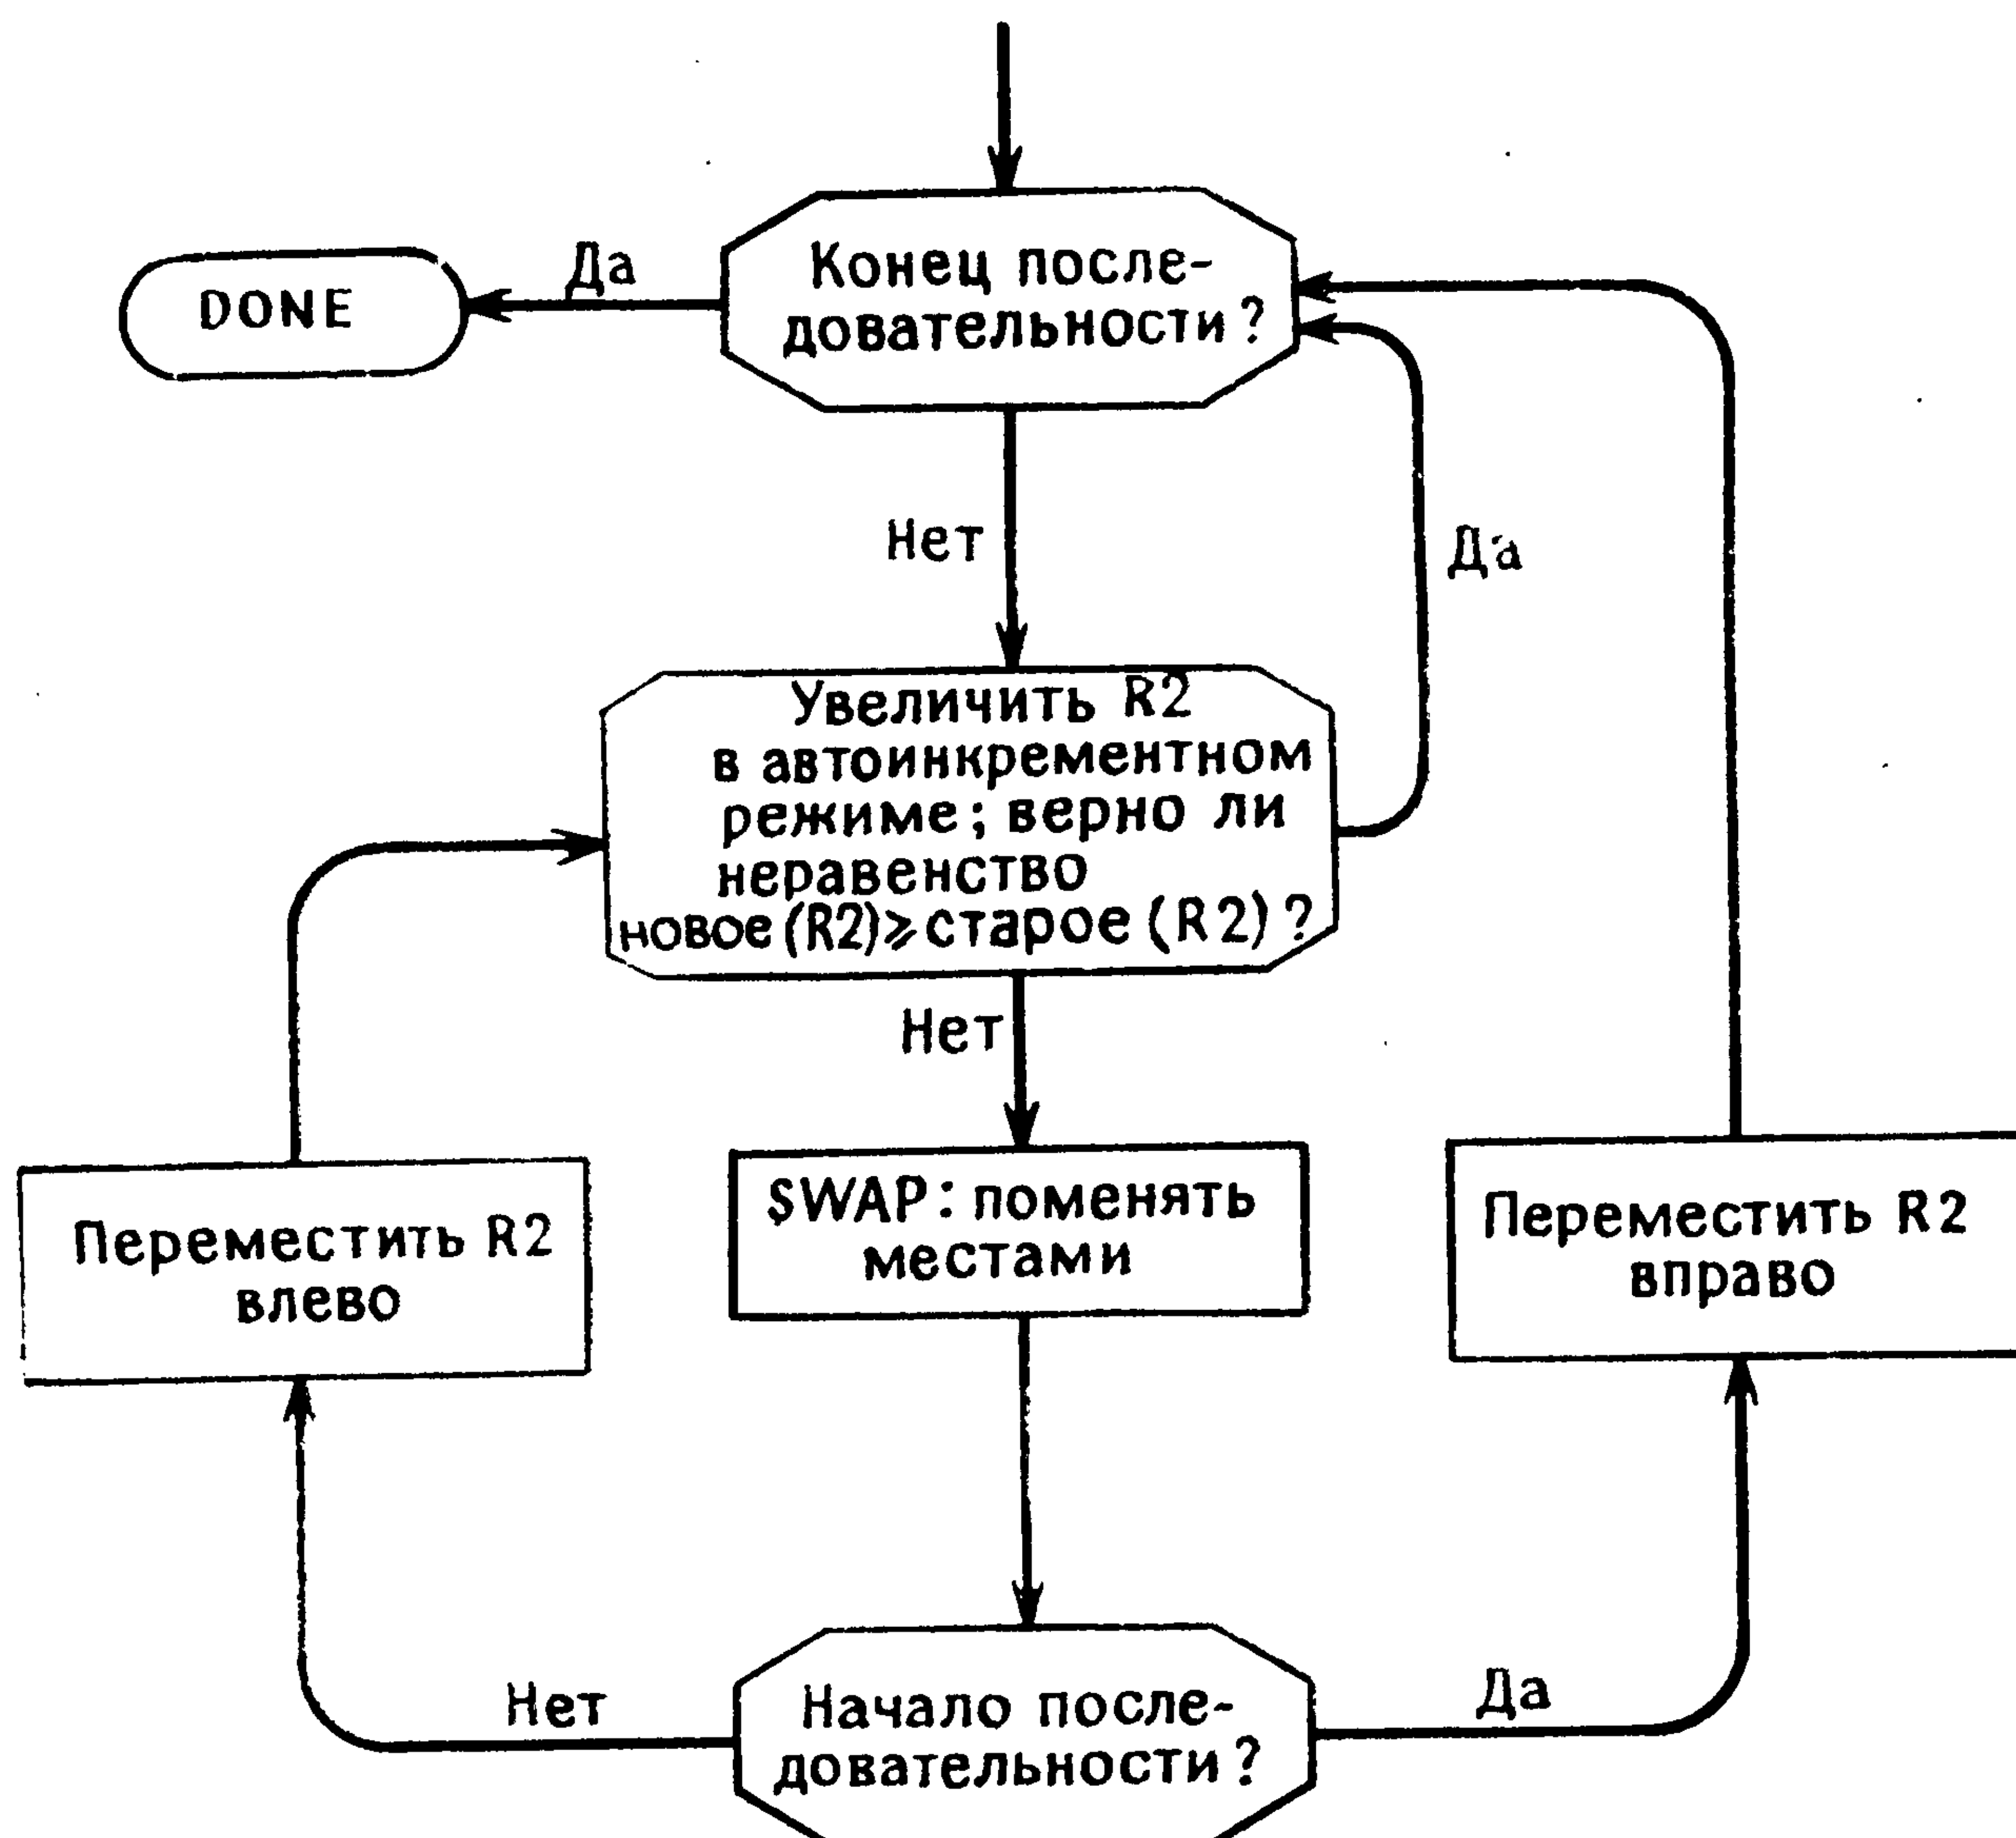 Да
DONE
Конец после-
довательности?
Нет
Да
Увеличить R2
в автоинкрементном
режиме; верно ли
неравенство
новое (R2)⩾старое (R2)?
Нет
Переместить R2
влево
SWAP: поменять
местами
Переместить R2
вправо
Нет
Начало после-
довательности?
Да